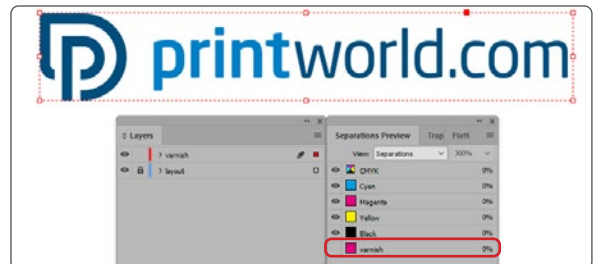 printworld.com
Layers
varnish
layout
Separations Preview Trap Flatt
View: Separations 300%
CMYK 0%
Cyan 0%
Magenta 0%
Yellow 0%
Black 0%
varnish 0%